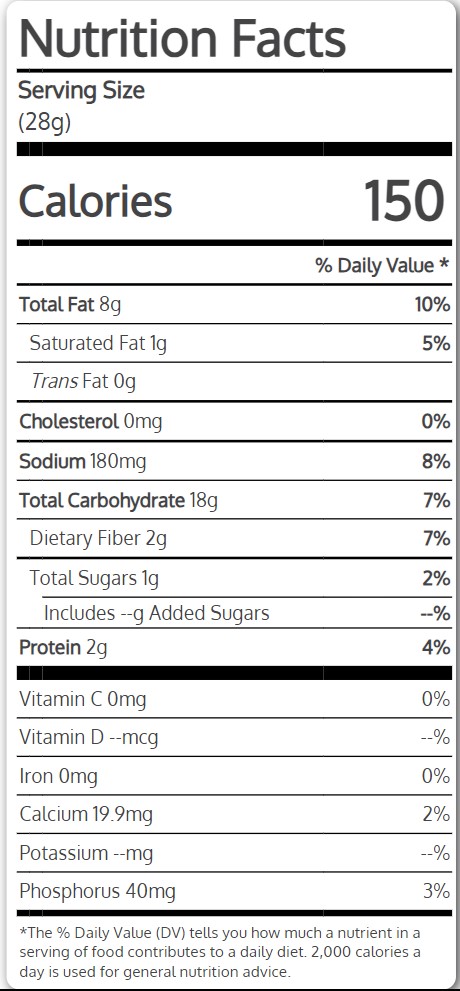 Nutrition Facts
Serving Size
(28g)
Calories 150
% Daily Value *
Total Fat 8g 10%
Saturated Fat 1g 5%
Trans Fat 0g
Cholesterol 0mg 0%
Sodium 180mg 8%
Total Carbohydrate 18g 7%
Dietary Fiber 2g 7%
Total Sugars 1g 2%
Includes --g Added Sugars --%
Protein 2g 4%
Vitamin C 0mg 0%
Vitamin D --mcg --%
Iron 0mg 0%
Calcium 19.9mg 2%
Potassium --mg --%
Phosphorus 40mg 3%
*The % Daily Value (DV) tells you how much a nutrient in a
serving of food contributes to a daily diet. 2,000 calories a
day is used for general nutrition advice.